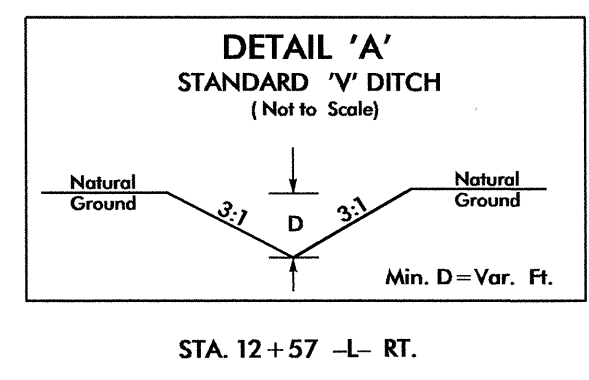 DETAIL 'A'
STANDARD 'V' DITCH
( Not to Scale)
Natural
Ground
3:1
D
3:1
Natural
Ground
Min. D=Var. Ft.
STA. 12+57 -L- RT.